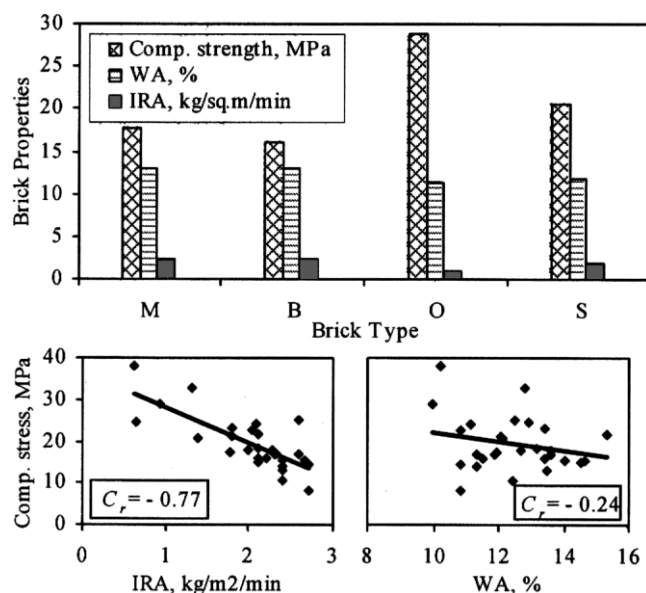 30
25
20
15
10
5
0
Brick Properties
Comp. strength, MPa
WA, %
IRA, kg/sq.m/min
M B O S
Brick Type
40
30
20
10
0
Comp. stress, MPa
C_r = - 0.77
0 1 2 3
IRA, kg/m2/min
C_r = - 0.24
8 10 12 14 16
WA, %